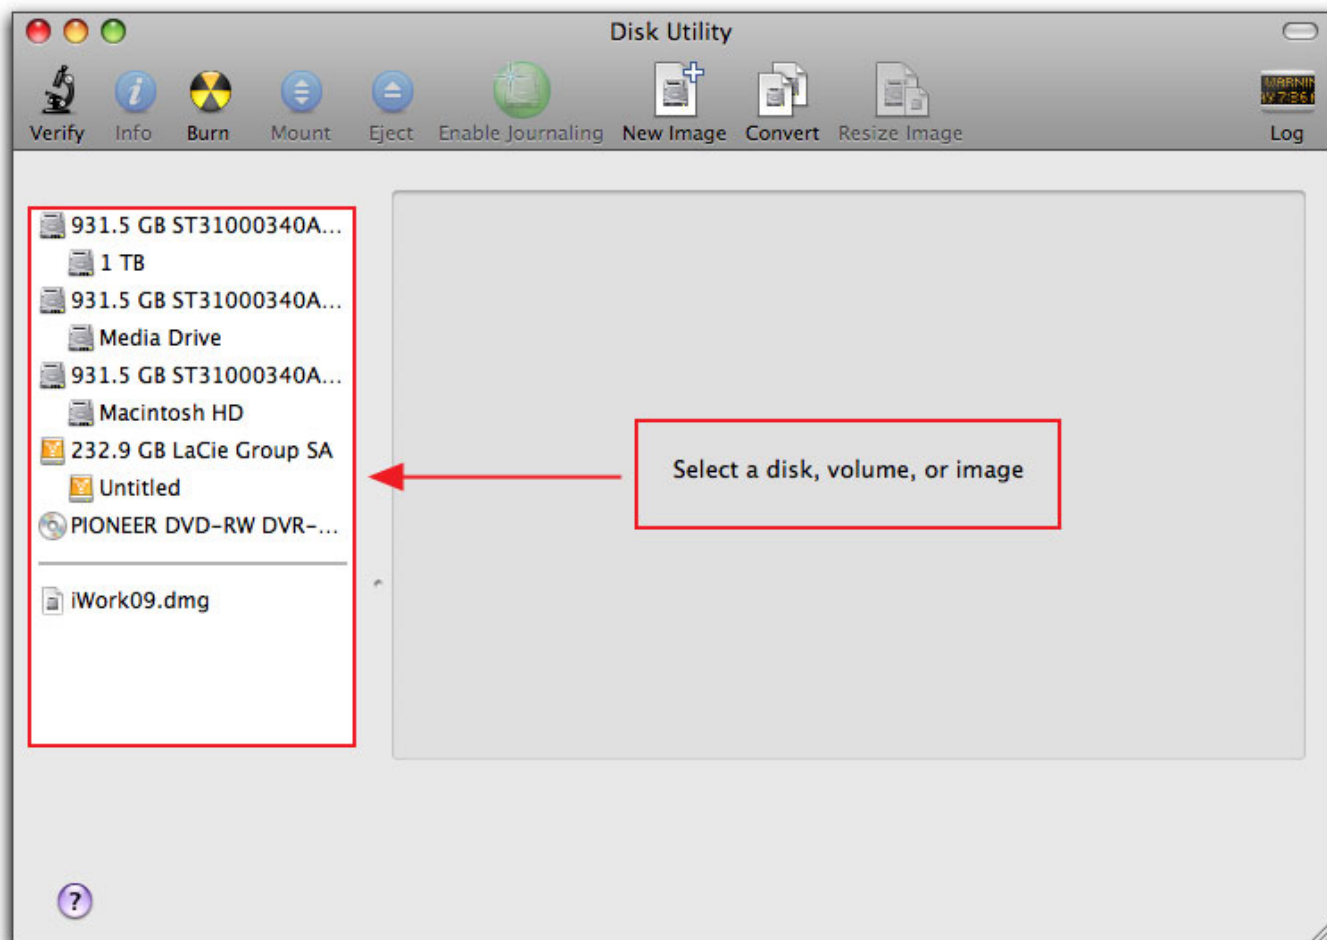 Disk Utility
Verify Info Burn Mount Eject Enable Journaling New Image Convert Resize Image Log
931.5 GB ST31000340A...
1 TB
931.5 GB ST31000340A...
Media Drive
931.5 GB ST31000340A...
Macintosh HD
232.9 GB LaCie Group SA
Untitled
PIONEER DVD-RW DVR-...
iWork09.dmg
Select a disk, volume, or image
?